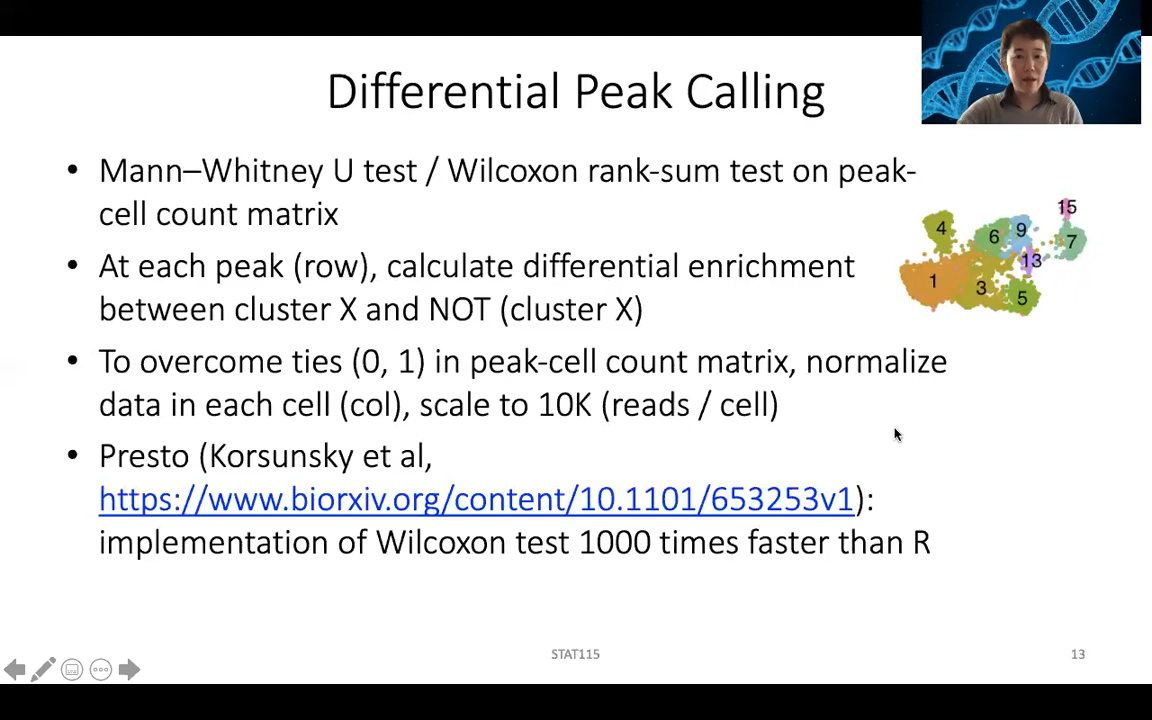 Differential Peak Calling
• Mann–Whitney U test / Wilcoxon rank-sum test on peak-
cell count matrix
• At each peak (row), calculate differential enrichment
between cluster X and NOT (cluster X)
• To overcome ties (0, 1) in peak-cell count matrix, normalize
data in each cell (col), scale to 10K (reads / cell)
• Presto (Korsunsky et al,
https://www.biorxiv.org/content/10.1101/653253v1):
implementation of Wilcoxon test 1000 times faster than R
15
4
6
9
7
13
1
3
5
STAT115
13